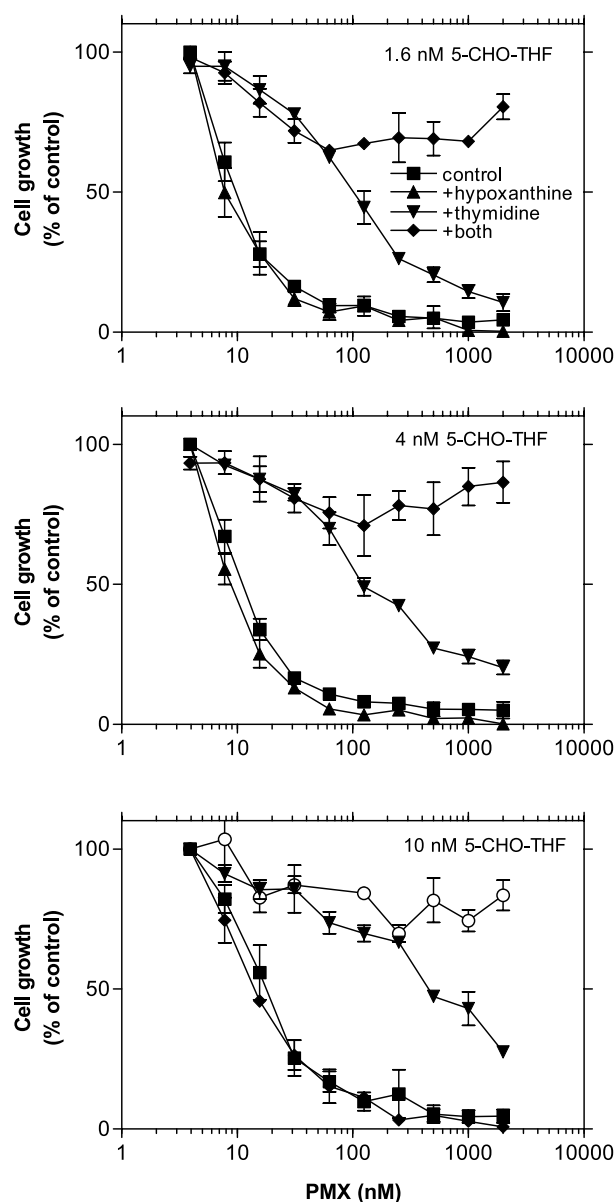 1.6 nM 5-CHO-THF
100
50
0
Cell growth
(% of control)
control
+hypoxanthine
+thymidine
+both
1
10
100
1000
10000
4 nM 5-CHO-THF
100
50
0
Cell growth
(% of control)
1
10
100
1000
10000
10 nM 5-CHO-THF
100
50
0
Cell growth
(% of control)
1
10
100
1000
10000
PMX (nM)